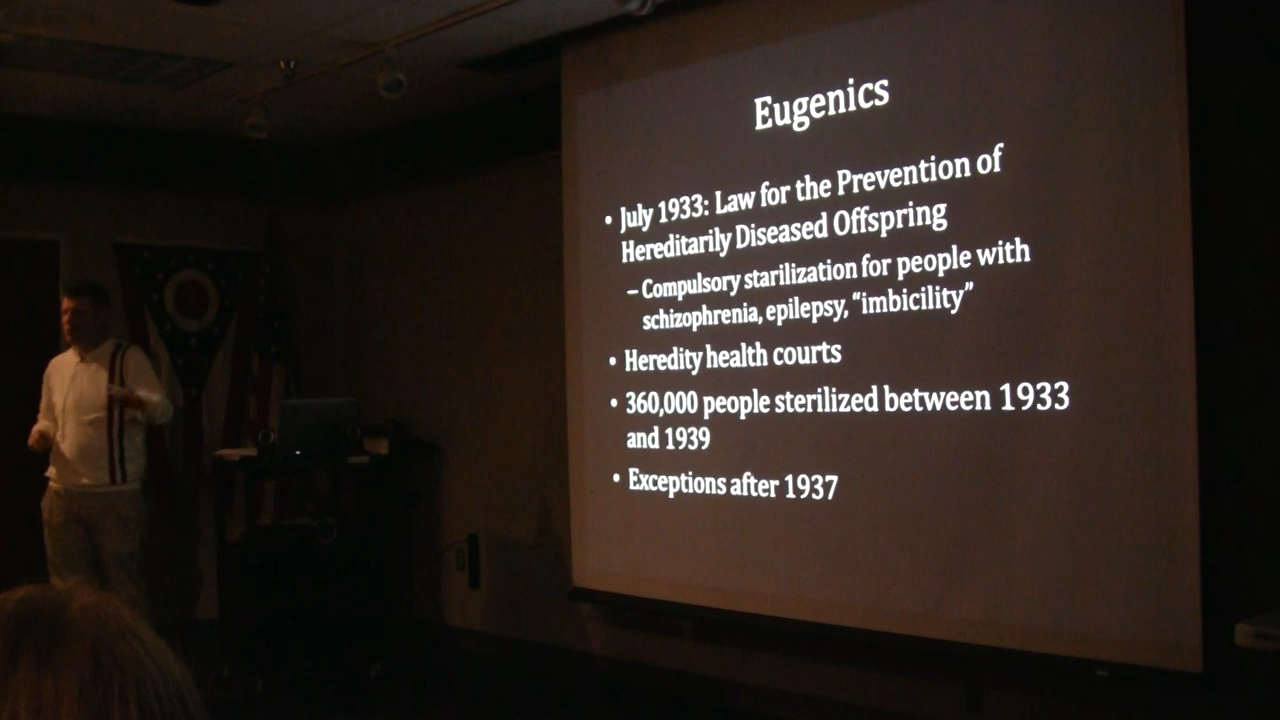 Eugenics
• July 1933: Law for the Prevention of
Hereditarily Diseased Offspring
– Compulsory starilization for people with
schizophrenia, epilepsy, “imbicility”
• Heredity health courts
• 360,000 people sterilized between 1933
and 1939
• Exceptions after 1937